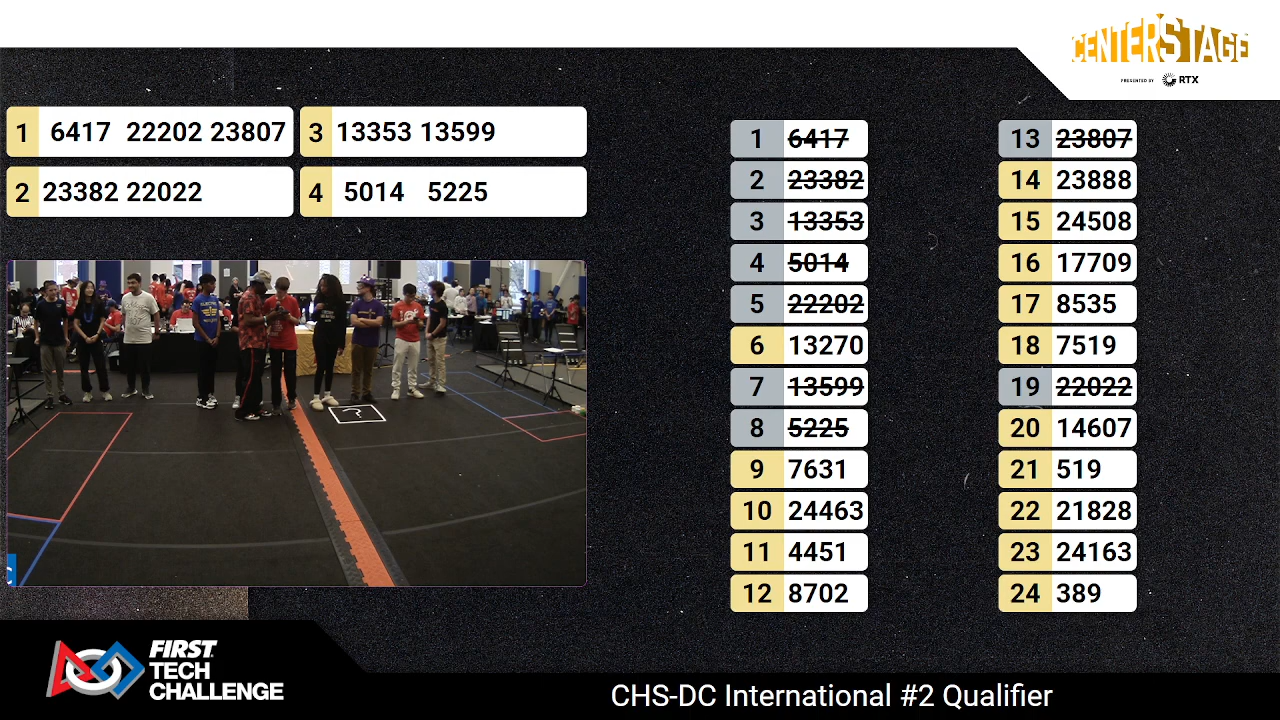 CENTERSTAGE
PRESENTED BY RTX
1 6417 22202 23807
3 13353 13599
2 23382 22022
4 5014 5225
1 6417
2 23382
3 13353
4 5014
5 22202
6 13270
7 13599
8 5225
9 7631
10 24463
11 4451
12 8702
13 23807
14 23888
15 24508
16 17709
17 8535
18 7519
19 22022
20 14607
21 519
22 21828
23 24163
24 389
FIRST
TECH
CHALLENGE
CHS-DC International #2 Qualifier